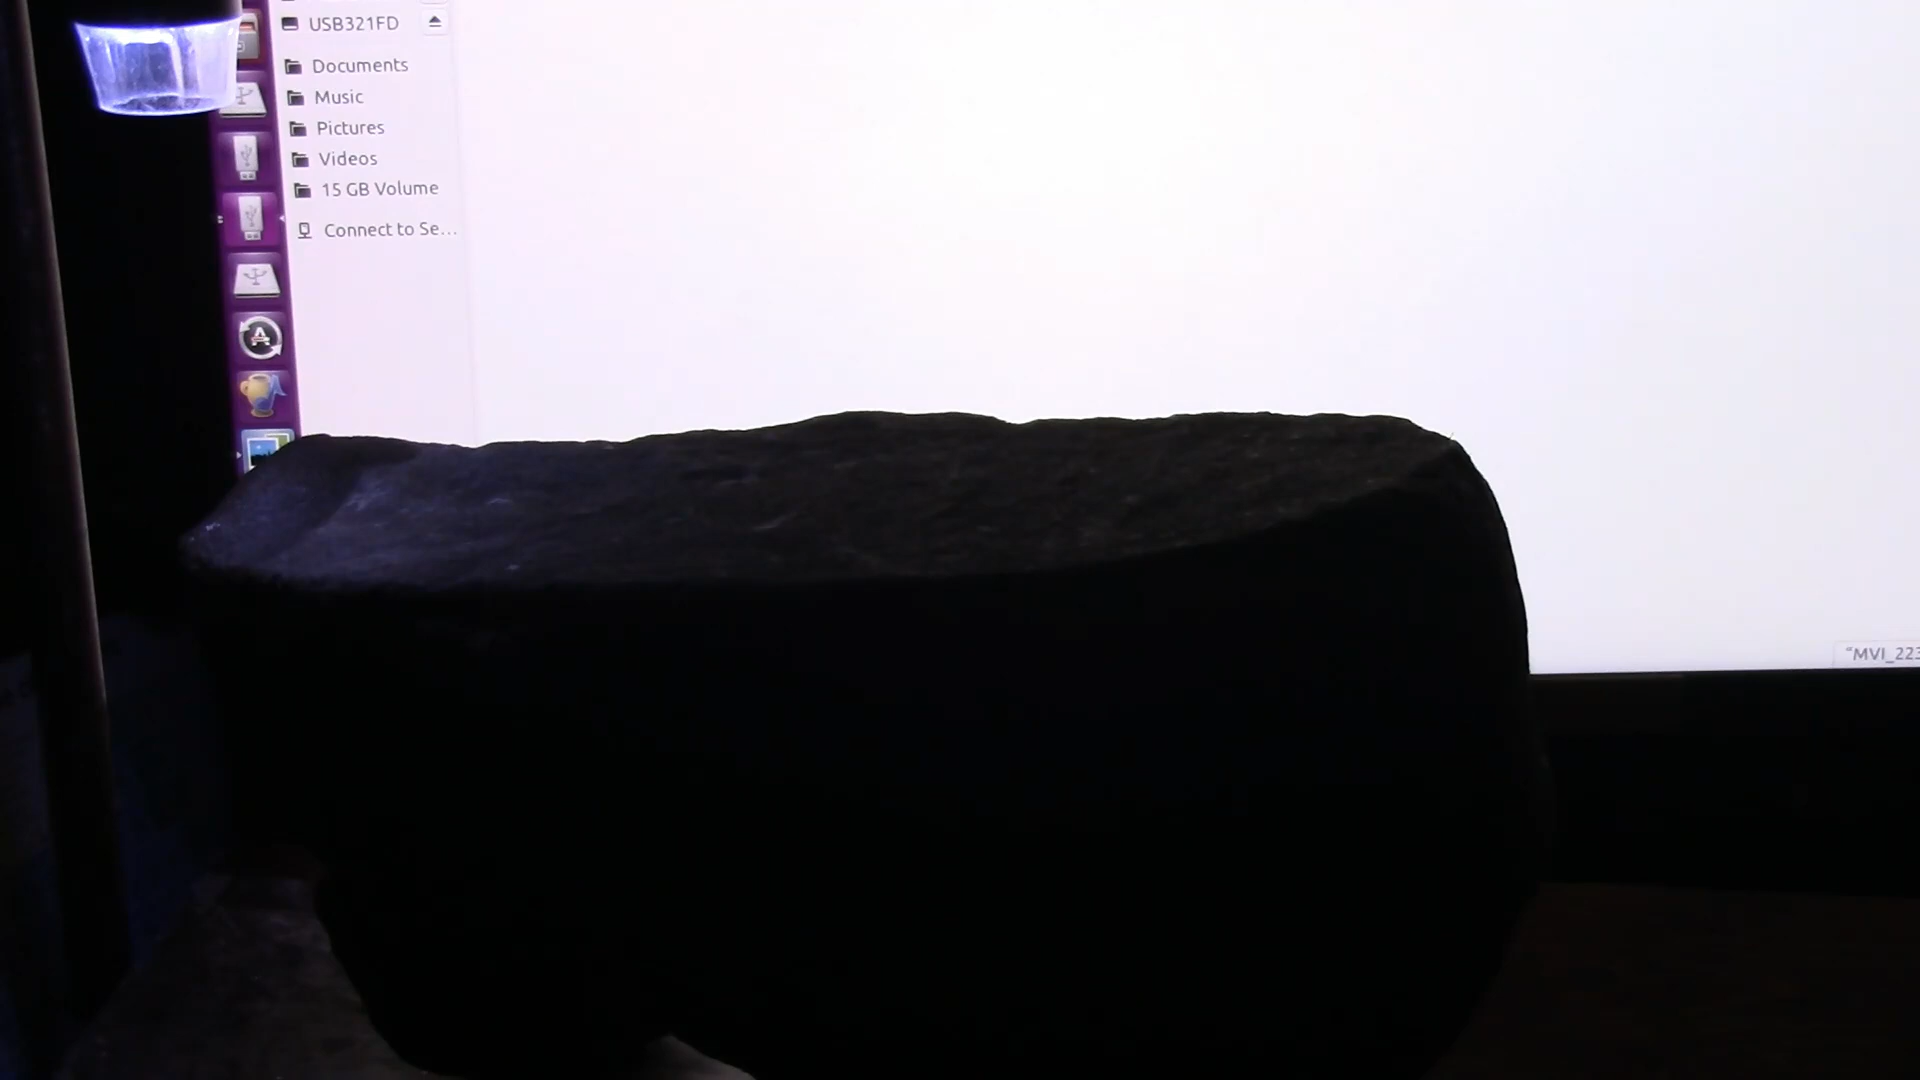 USB321FD
Documents
Music
Pictures
Videos
15 GB Volume
Connect to Se...
"MVI_223